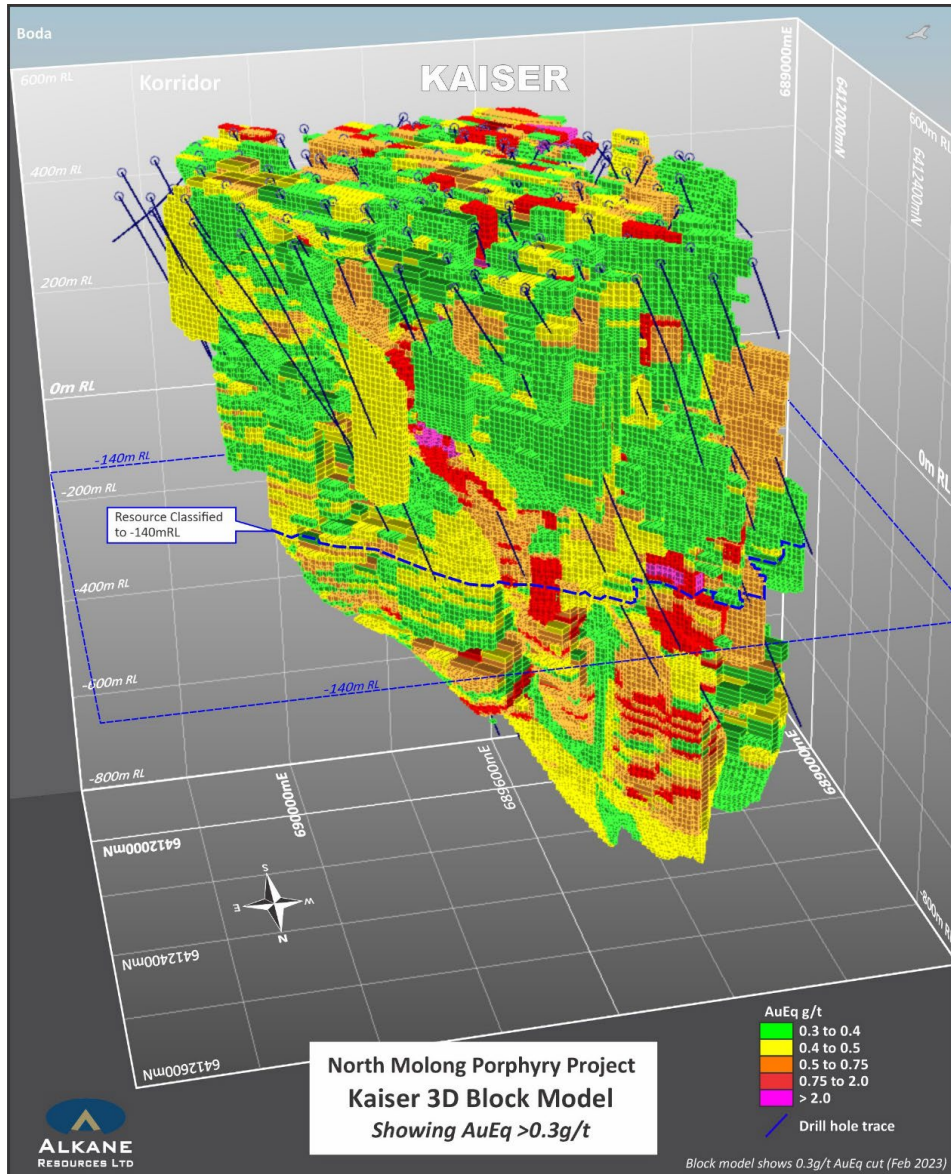 Boda
600m RL
Korridor
KAISER
689000mE
6412000mN
600m RL
6412400mN
400m RL
200m RL
0m RL
0m RL
-140m RL
-200m RL
Resource Classified
to -140mRL
-400m RL
-600m RL
-140m RL
-800m RL
6412000mN
690000mE
689600mE
689000mE
S
E
W
N
6412400mN
-800m RL
6412600mN
North Molong Porphyry Project
Kaiser 3D Block Model
Showing AuEq >0.3g/t
AuEq g/t
0.3 to 0.4
0.4 to 0.5
0.5 to 0.75
0.75 to 2.0
> 2.0
Drill hole trace
ALKANE
RESOURCES LTD
Block model shows 0.3g/t AuEq cut (Feb 2023)